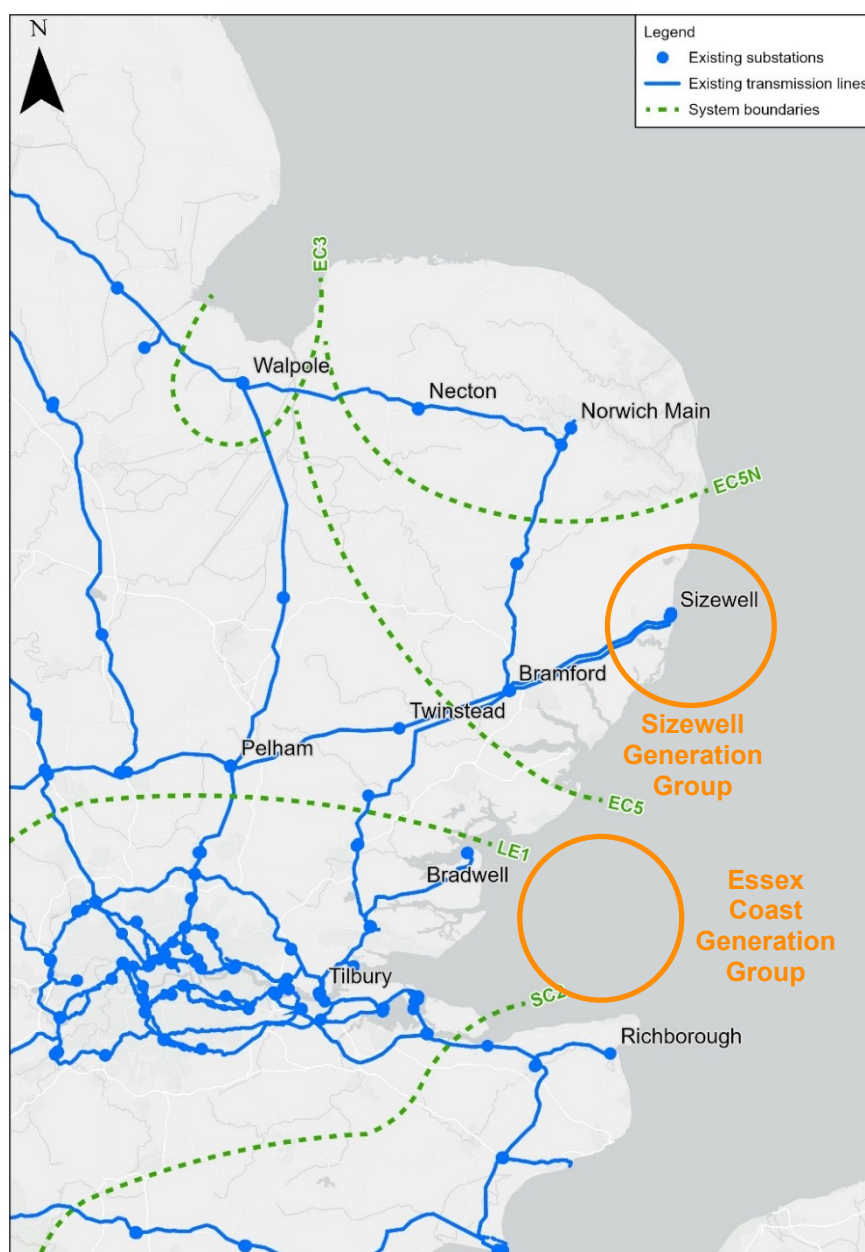 N
Legend
Existing substations
Existing transmission lines
System boundaries
EC3
Walpole
Necton
Norwich Main
EC5N
Sizewell
Bramford
Twinstead
Sizewell
Generation
Group
Pelham
EC5
LE1
Bradwell
Essex
Coast
Generation
Group
Tilbury
SC2
Richborough